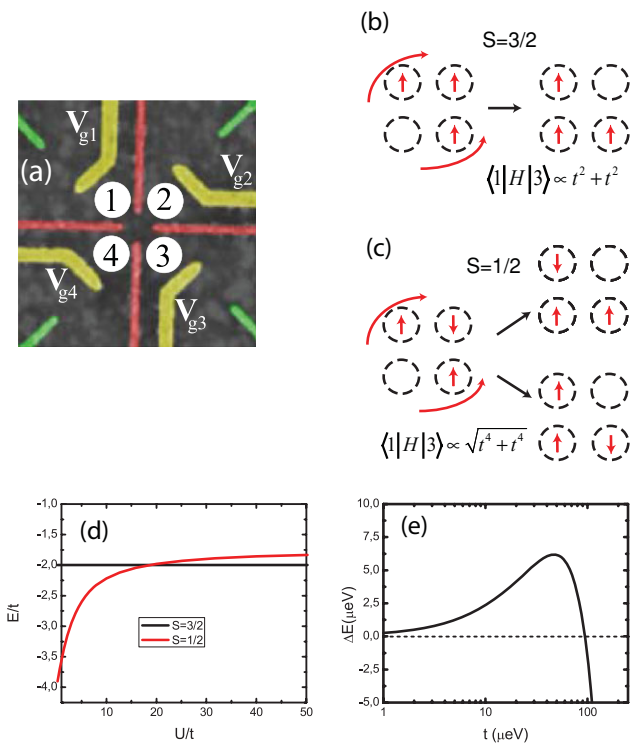 (a)
V_g1
V_g2
1 2
4 3
V_g4
V_g3
(b)
S=3/2
⟨1|H|3⟩ ∝ t² + t²
(c)
S=1/2
⟨1|H|3⟩ ∝ √(t⁴ + t⁴)
(d)
E/t
-1,0
-1,5
-2,0
-2,5
-3,0
-3,5
-4,0
S=3/2
S=1/2
0 10 20 30 40 50
U/t
(e)
ΔE(μeV)
10,0
7,5
5,0
2,5
0,0
-2,5
-5,0
1 10 100
t (μeV)